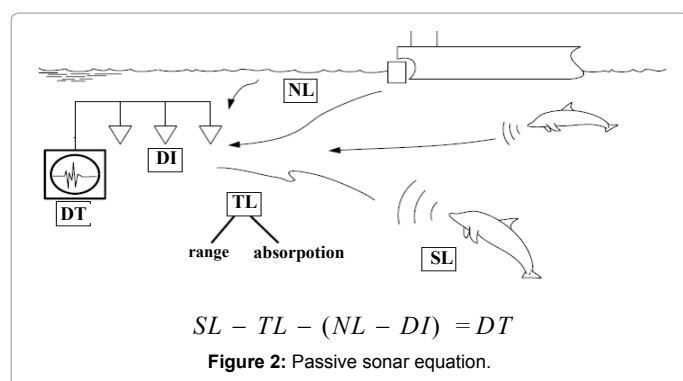 NL
DI
DT
TL
range absorpotion
SL
SL – TL – (NL – DI) = DT
Figure 2: Passive sonar equation.